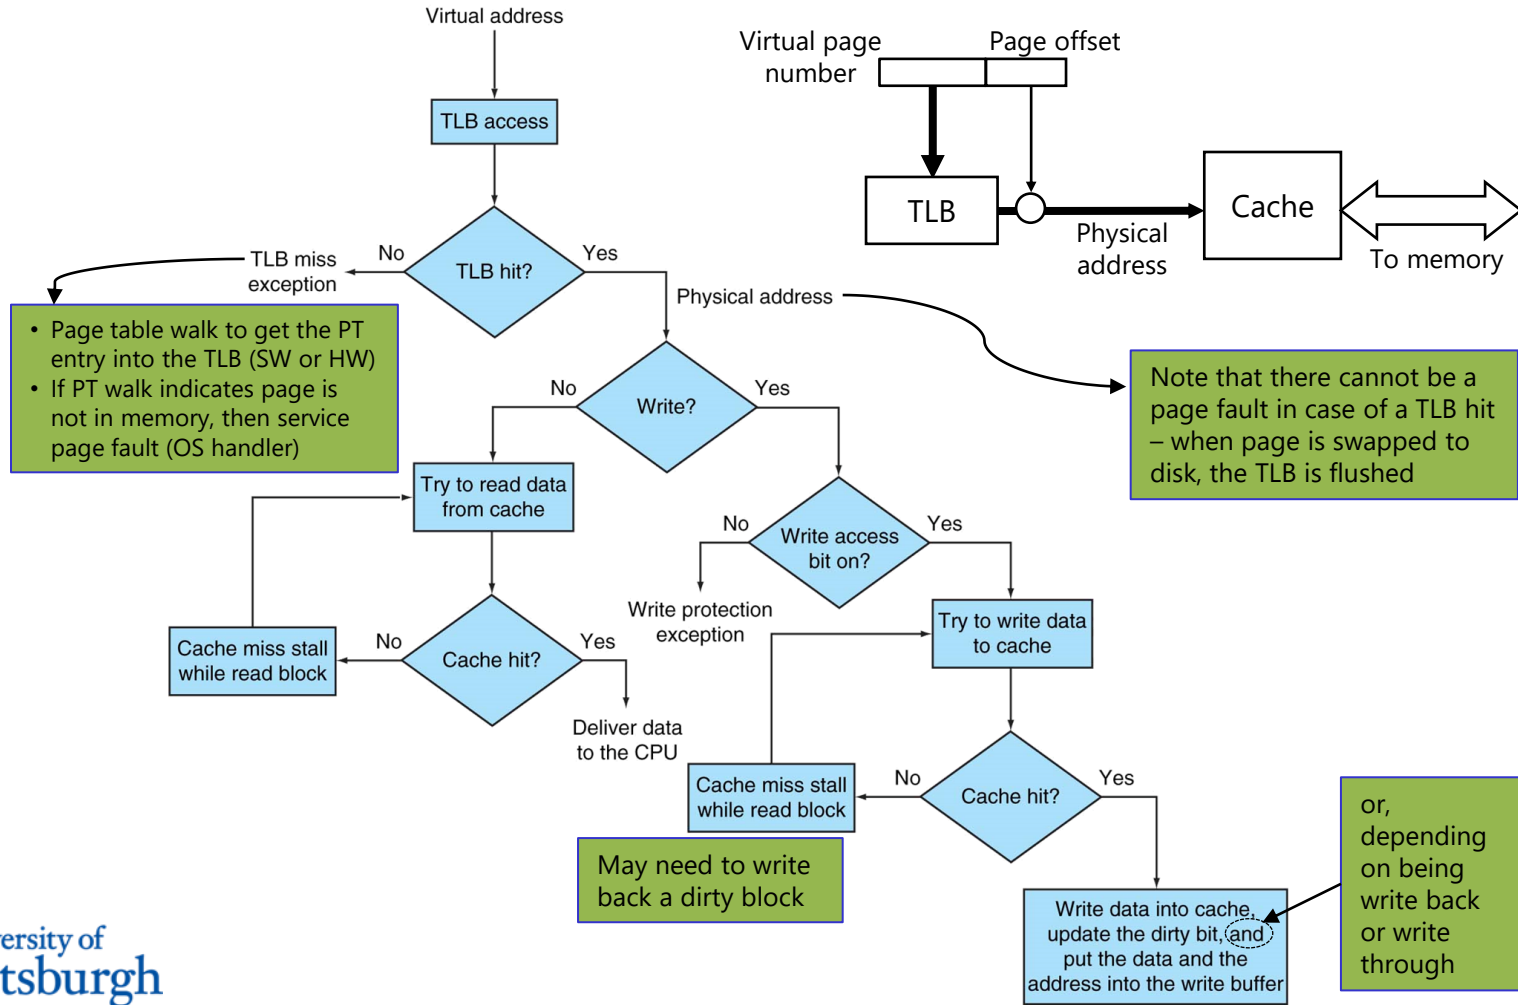 Virtual address
Virtual page
number
Page offset
TLB access
TLB
Cache
Physical
address
To memory
TLB miss
exception
No
TLB hit?
Yes
Physical address
• Page table walk to get the PT
entry into the TLB (SW or HW)
• If PT walk indicates page is
not in memory, then service
page fault (OS handler)
Note that there cannot be a
page fault in case of a TLB hit
– when page is swapped to
disk, the TLB is flushed
No
Write?
Yes
Try to read data
from cache
No
Write access
bit on?
Yes
Write protection
exception
Try to write data
to cache
Cache miss stall
while read block
No
Cache hit?
Yes
Deliver data
to the CPU
Cache miss stall
while read block
No
Cache hit?
Yes
May need to write
back a dirty block
or,
depending
on being
write back
or write
through
Write data into cache,
update the dirty bit, and
put the data and the
address into the write buffer
ersity of
tsburgh